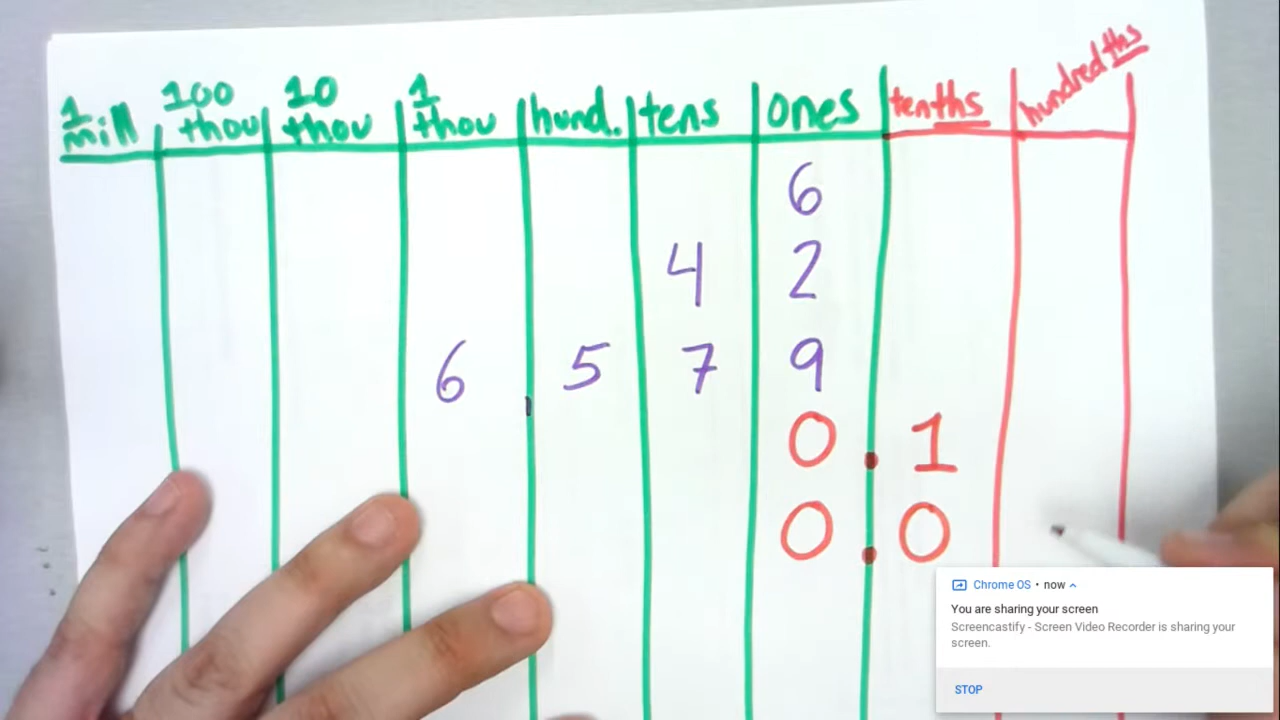 1 mill 100 thou 10 thou 1 thou hund. tens ones tenths hundredths
6
4 2
6 5 7 9
0.1
0.0
Chrome OS • now
You are sharing your screen
Screencastify - Screen Video Recorder is sharing your
screen.
STOP